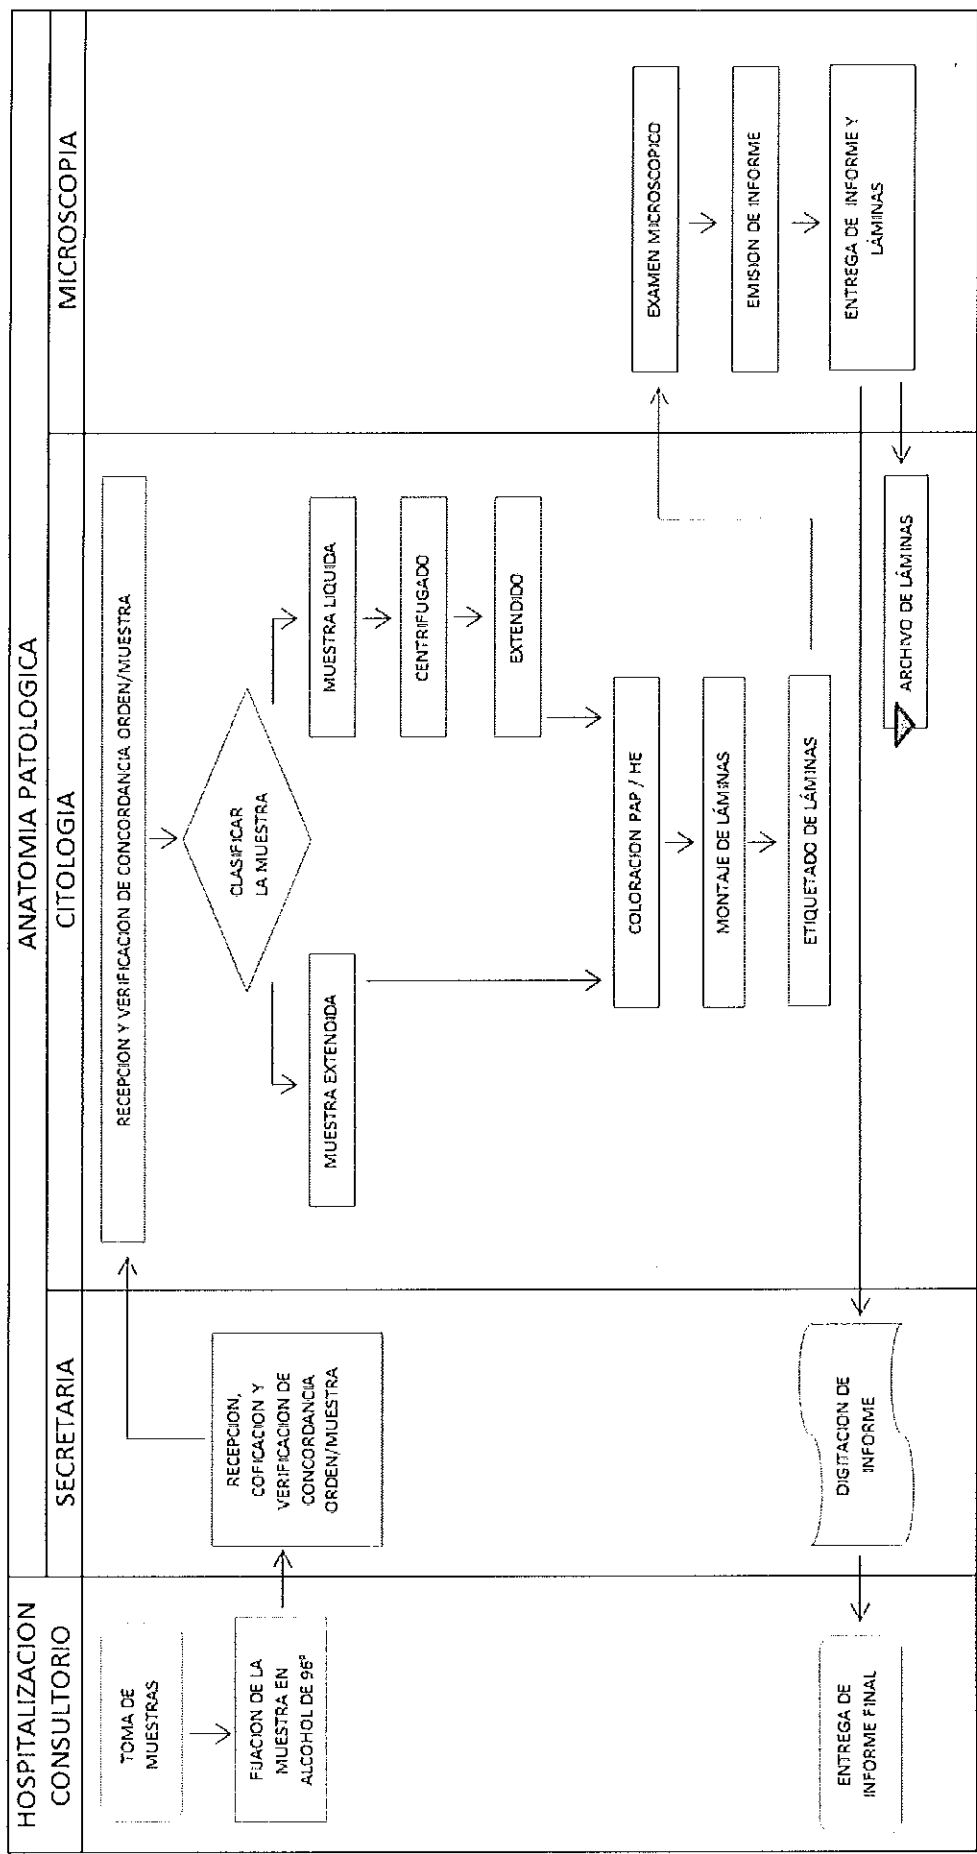 ANATOMIA PATOLOGICA
HOSPITALIZACION
CONSULTORIO
SECRETARIA
CITOLOGIA
MICROSCOPIA
TOMA DE
MUESTRAS
FIJACION DE LA
MUESTRA EN
ALCOHOL DE 96°
RECEPCION,
COFICACION Y
VERIFICACION DE
CONCORDANCIA
ORDEN/MUESTRA
RECEPCION Y VERIFICACION DE CONCORDANCIA ORDEN/MUESTRA
CLASIFICAR
LA MUESTRA
MUESTRA EXTENDIDA
MUESTRA LIQUIDA
CENTRIFUGADO
EXTENDIDO
COLORACION PAP / HE
MONTAJE DE LÁMINAS
ETIQUETADO DE LÁMINAS
EXAMEN MICROSCOPICO
EMISION DE INFORME
ENTREGA DE INFORME Y
LÁMINAS
ARCHIVO DE LÁMINAS
DIGITACION DE
INFORME
ENTREGA DE
INFORME FINAL